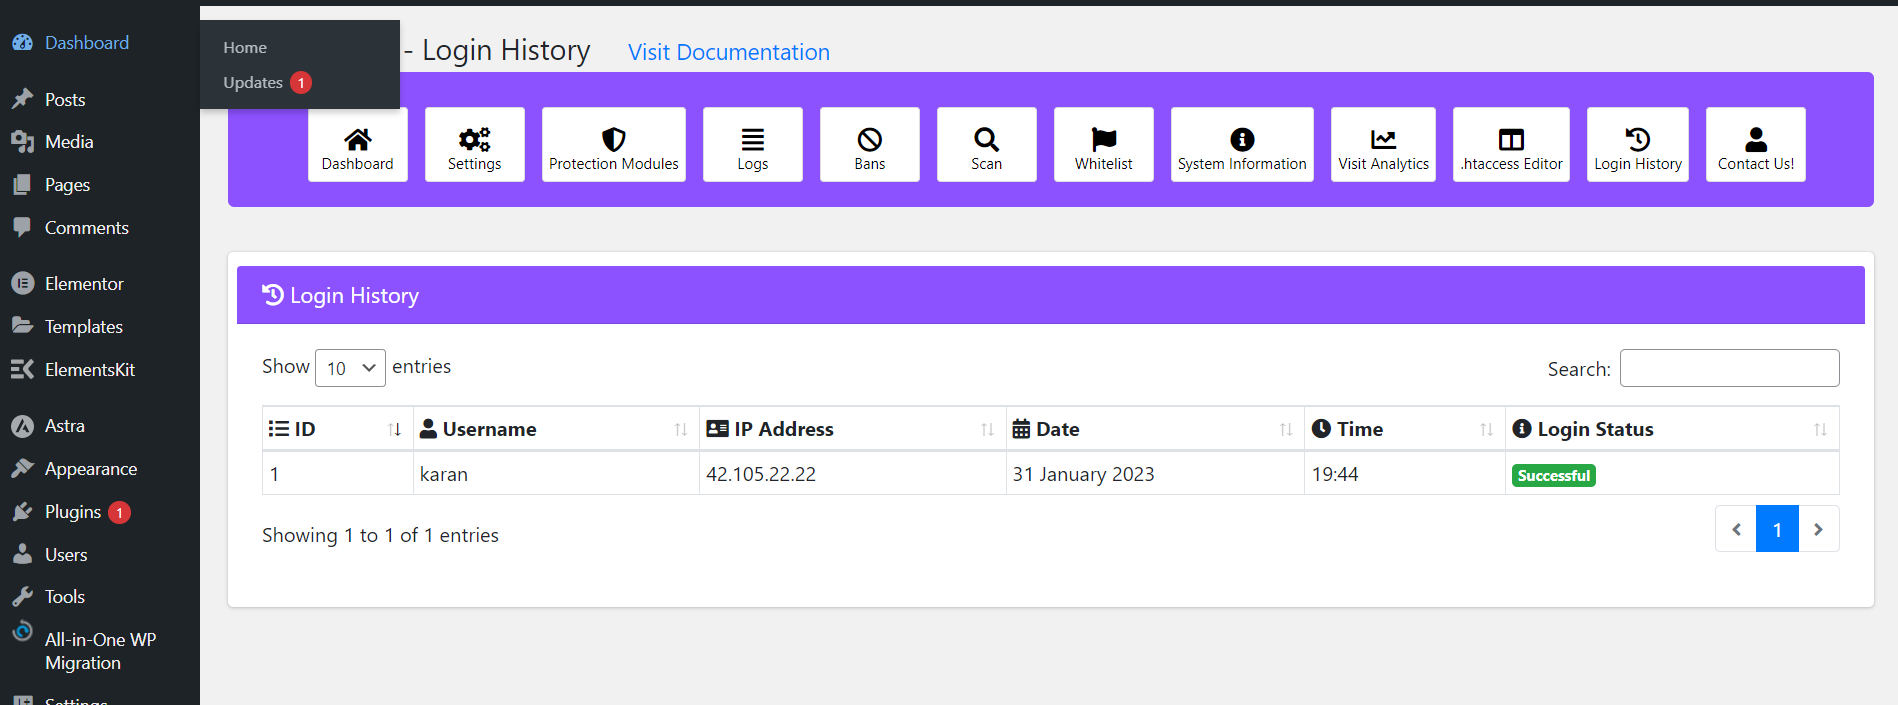 Dashboard
Home
Updates 1
Posts
Media
Pages
Comments
Elementor
Templates
ElementsKit
Astra
Appearance
Plugins 1
Users
Tools
All-in-One WP
Migration
Settings
- Login History Visit Documentation
Dashboard Settings Protection Modules Logs Bans Scan Whitelist System Information Visit Analytics .htaccess Editor Login History Contact Us!
Login History
Show 10 entries Search:
ID Username IP Address Date Time Login Status
1 karan 42.105.22.22 31 January 2023 19:44 Successful
Showing 1 to 1 of 1 entries 1